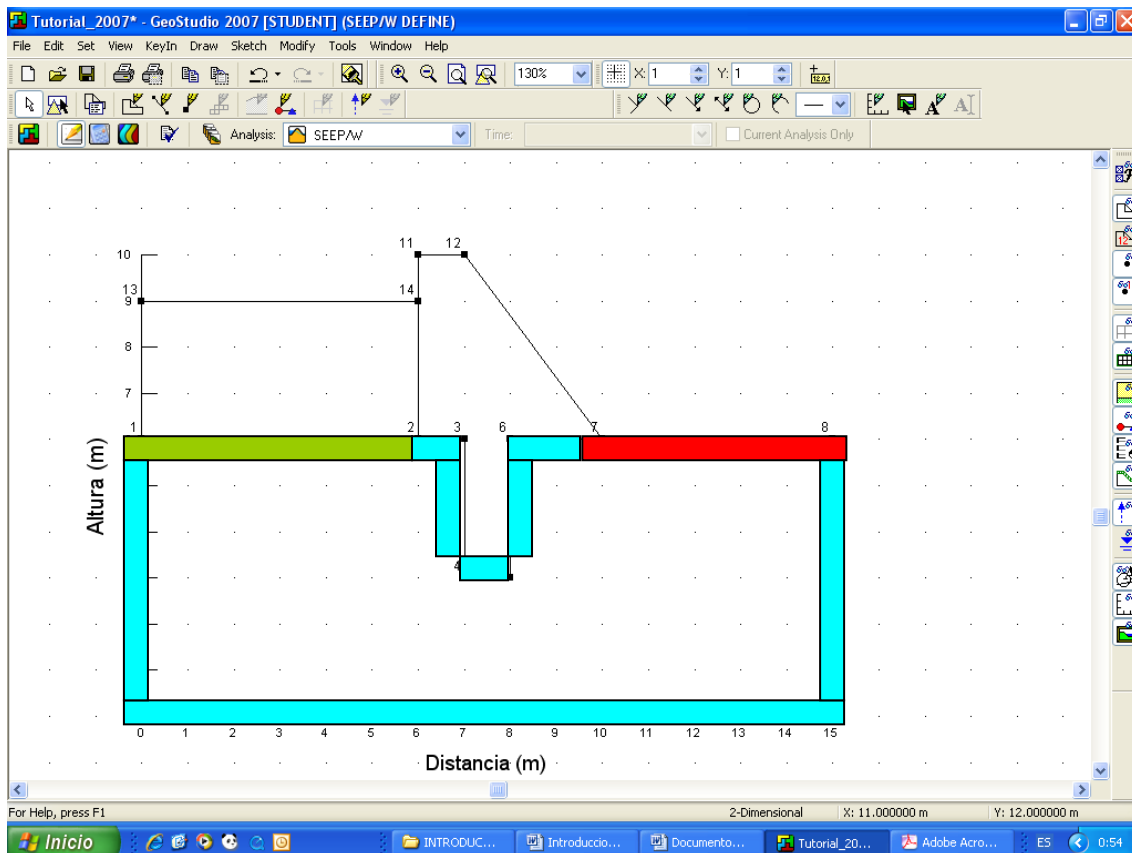 Tutorial_2007* - GeoStudio 2007 [STUDENT] (SEEP/W DEFINE)
File Edit Set View KeyIn Draw Sketch Modify Tools Window Help
130% X: 1 Y: 1
Analysis: SEEP/W Time: Current Analysis Only
11 12
10
13 14
9
8
7
1 2 3 6 7 8
Altura (m)
4
0 1 2 3 4 5 6 7 8 9 10 11 12 13 14 15
Distancia (m)
For Help, press F1 2-Dimensional X: 11.000000 m Y: 12.000000 m
Inicio INTRODUC... Introduccio... Documento... Tutorial_20... Adobe Acro... ES 0:54